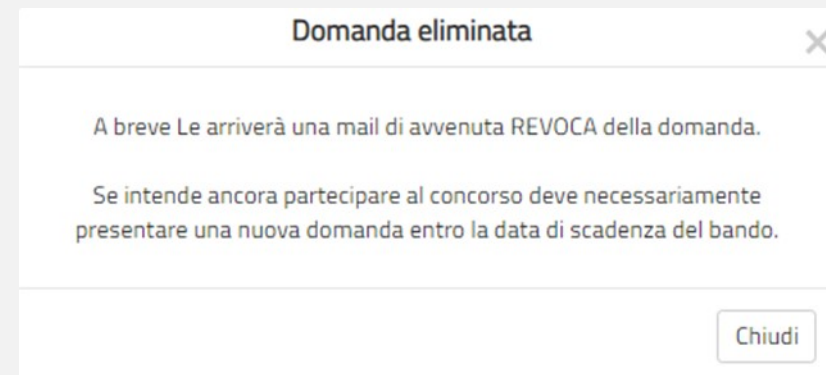 Domanda eliminata
A breve Le arriverà una mail di avvenuta REVOCA della domanda.
Se intende ancora partecipare al concorso deve necessariamente
presentare una nuova domanda entro la data di scadenza del bando.
Chiudi